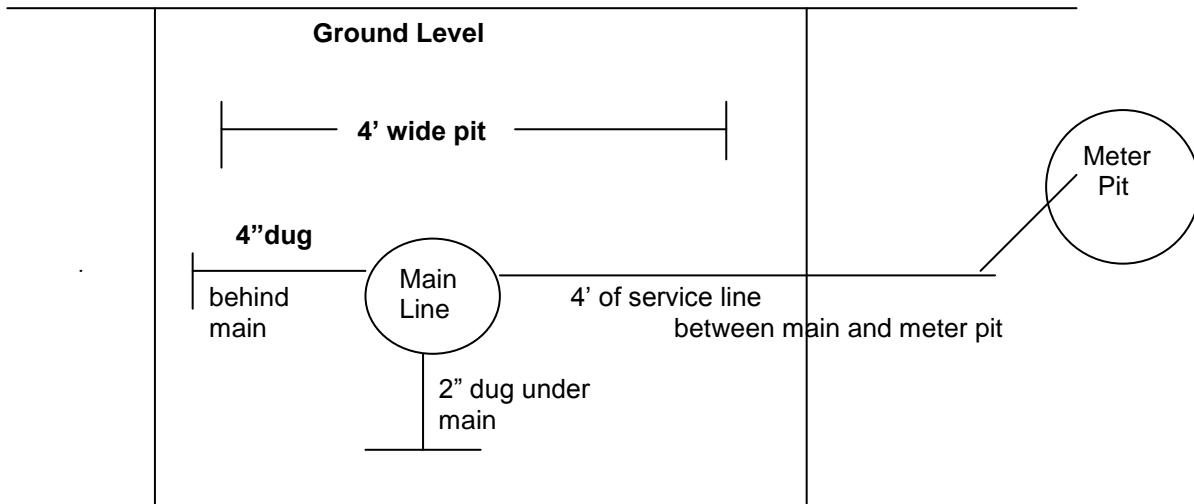 Ground Level
4’ wide pit
Meter
Pit
4”dug
behind
main
Main
Line
4’ of service line
between main and meter pit
2” dug under
main